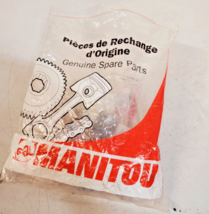 Pièces de Rechange
d'Origine
Genuine Spare Parts
MANITOU